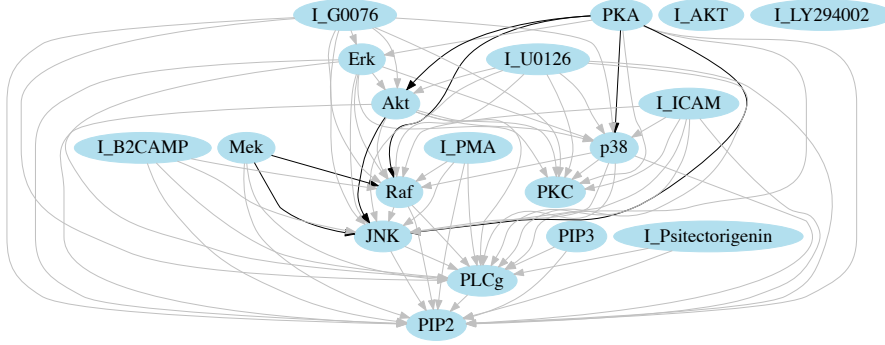 I_G0076 PKA I_AKT I_LY294002
Erk I_U0126
Akt I_ICAM
I_B2CAMP Mek I_PMA p38
Raf PKC
JNK PIP3 I_Psitectorigenin
PLCg
PIP2